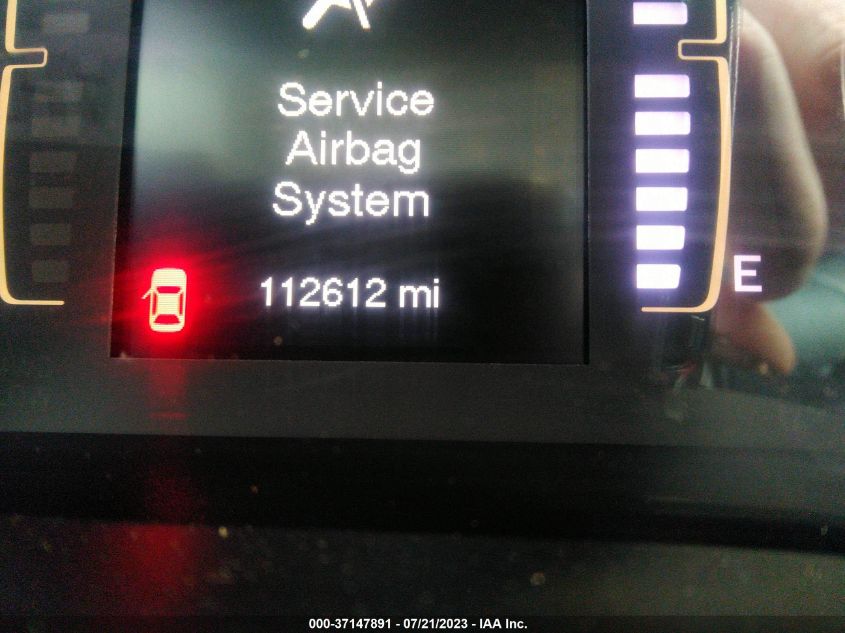 Service
Airbag
System
112612 mi
E
000-37147891 - 07/21/2023 - IAA Inc.